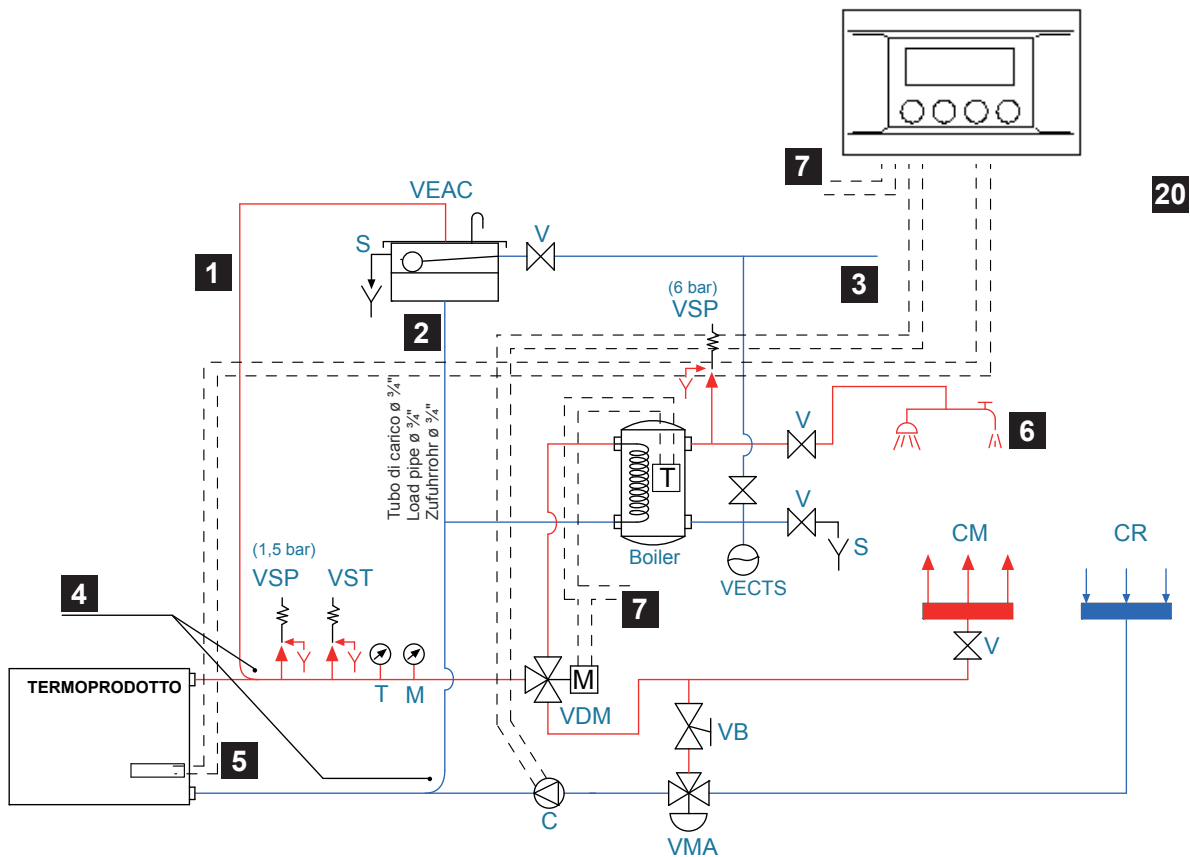 7
20
VEAC
S
V
1
3
(6 bar)
VSP
2
Tubo di carico ø ¾"
Load pipe ø ¾"
Zufuhrrohr ø ¾"
V
6
T
V
Boiler
S
VECTS
CM
CR
(1,5 bar)
VSP
VST
4
7
V
TERMOPRODOTTO
T
M
M
VDM
VB
5
C
VMA